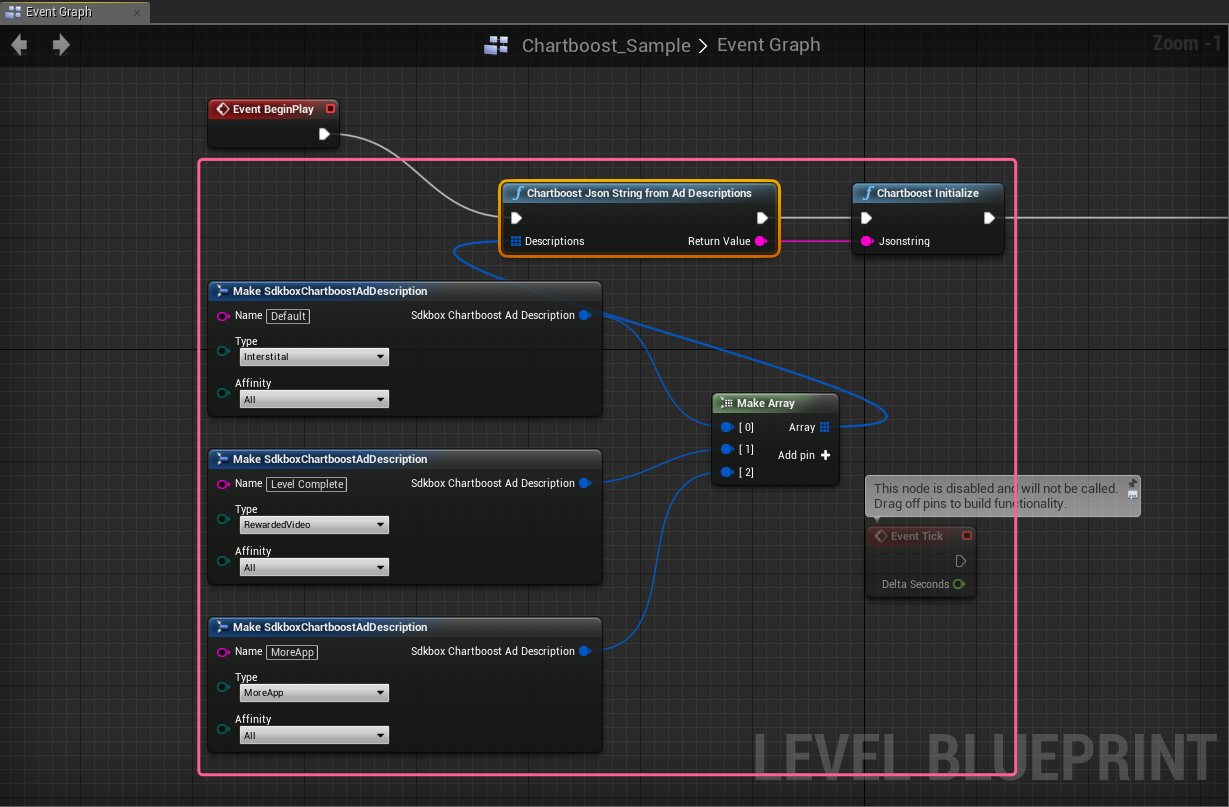 Event Graph
Chartboost_Sample > Event Graph
Zoom -1
Event BeginPlay
Chartboost Json String from Ad Descriptions
Descriptions
Return Value
Chartboost Initialize
Jsonstring
Make SdkboxChartboostAdDescription
Name Default
Sdkbox Chartboost Ad Description
Type
Interstital
Affinity
All
Make Array
[ 0] Array
[ 1] Add pin
[ 2]
Make SdkboxChartboostAdDescription
Name Level Complete
Sdkbox Chartboost Ad Description
Type
RewardedVideo
Affinity
All
This node is disabled and will not be called.
Drag off pins to build functionality.
Event Tick
Delta Seconds
Make SdkboxChartboostAdDescription
Name MoreApp
Sdkbox Chartboost Ad Description
Type
MoreApp
Affinity
All
LEVEL BLUEPRINT